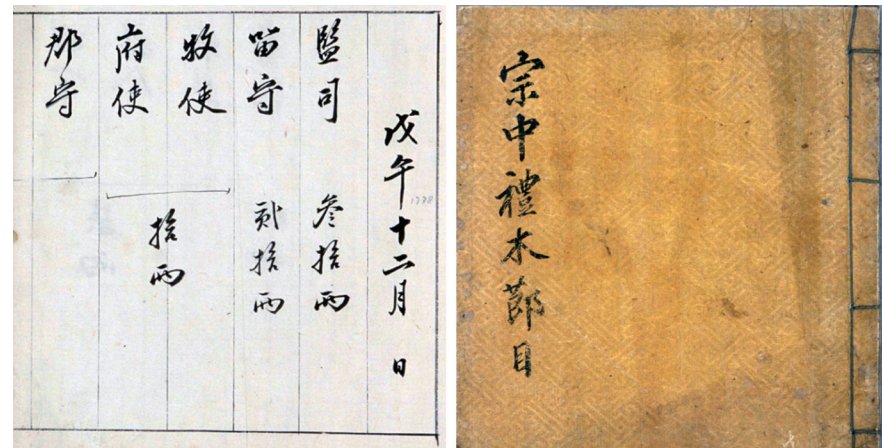 宗中禮木節目
戊午十二月 日
監司 參拾兩
留守 貳拾兩
牧使
府使
拾兩
郡守